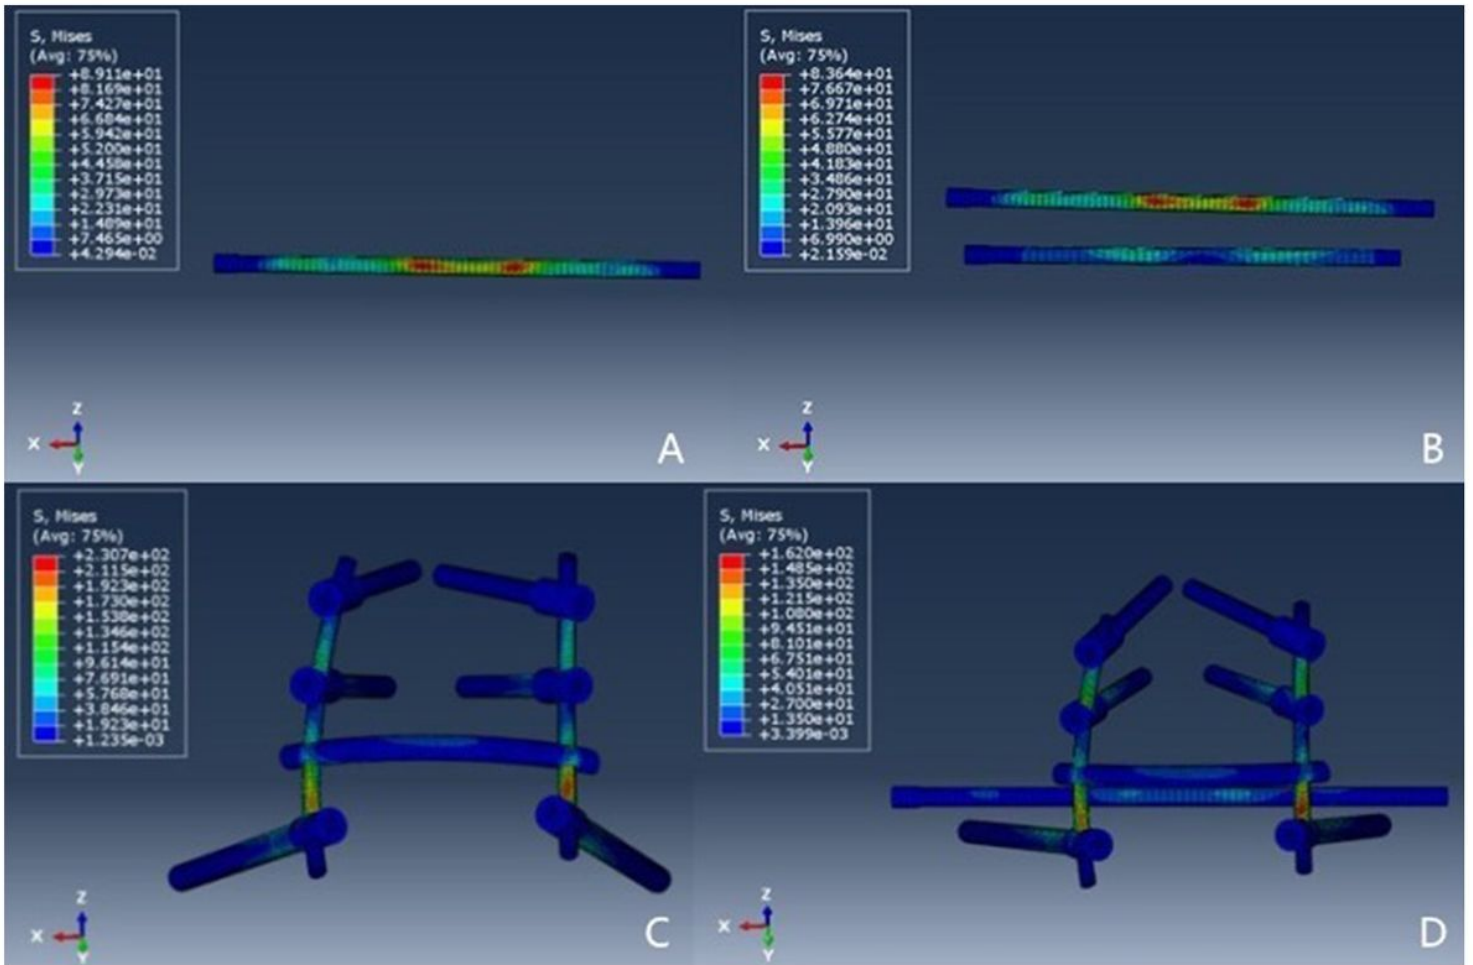 S, Mises
(Avg: 75%)
+8.911e+01
+8.169e+01
+7.427e+01
+6.684e+01
+5.942e+01
+5.200e+01
+4.458e+01
+3.715e+01
+2.973e+01
+2.231e+01
+1.489e+01
+7.465e+00
+4.294e-02
Z
X
Y
A
S, Mises
(Avg: 75%)
+8.364e+01
+7.667e+01
+6.971e+01
+6.274e+01
+5.577e+01
+4.880e+01
+4.183e+01
+3.486e+01
+2.790e+01
+2.093e+01
+1.396e+01
+6.990e+00
+2.159e-02
Z
X
Y
B
S, Mises
(Avg: 75%)
+2.307e+02
+2.115e+02
+1.923e+02
+1.730e+02
+1.538e+02
+1.346e+02
+1.154e+02
+9.614e+01
+7.691e+01
+5.768e+01
+3.846e+01
+1.923e+01
+1.235e-03
Z
X
Y
C
S, Mises
(Avg: 75%)
+1.620e+02
+1.485e+02
+1.350e+02
+1.215e+02
+1.080e+02
+9.451e+01
+8.101e+01
+6.751e+01
+5.401e+01
+4.051e+01
+2.700e+01
+1.350e+01
+3.399e-03
Z
X
Y
D